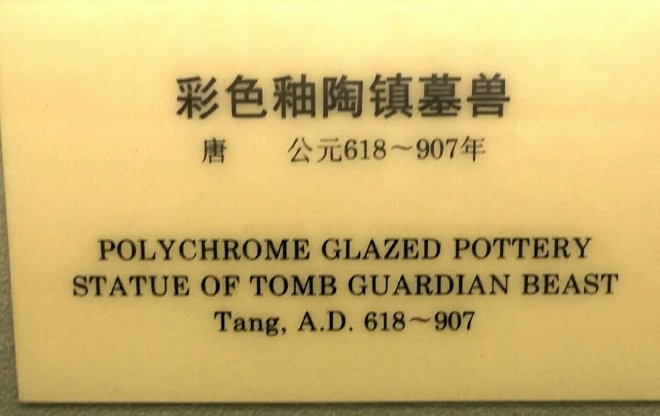 彩色釉陶镇墓兽
唐 公元618～907年
POLYCHROME GLAZED POTTERY
STATUE OF TOMB GUARDIAN BEAST
Tang, A.D. 618～907